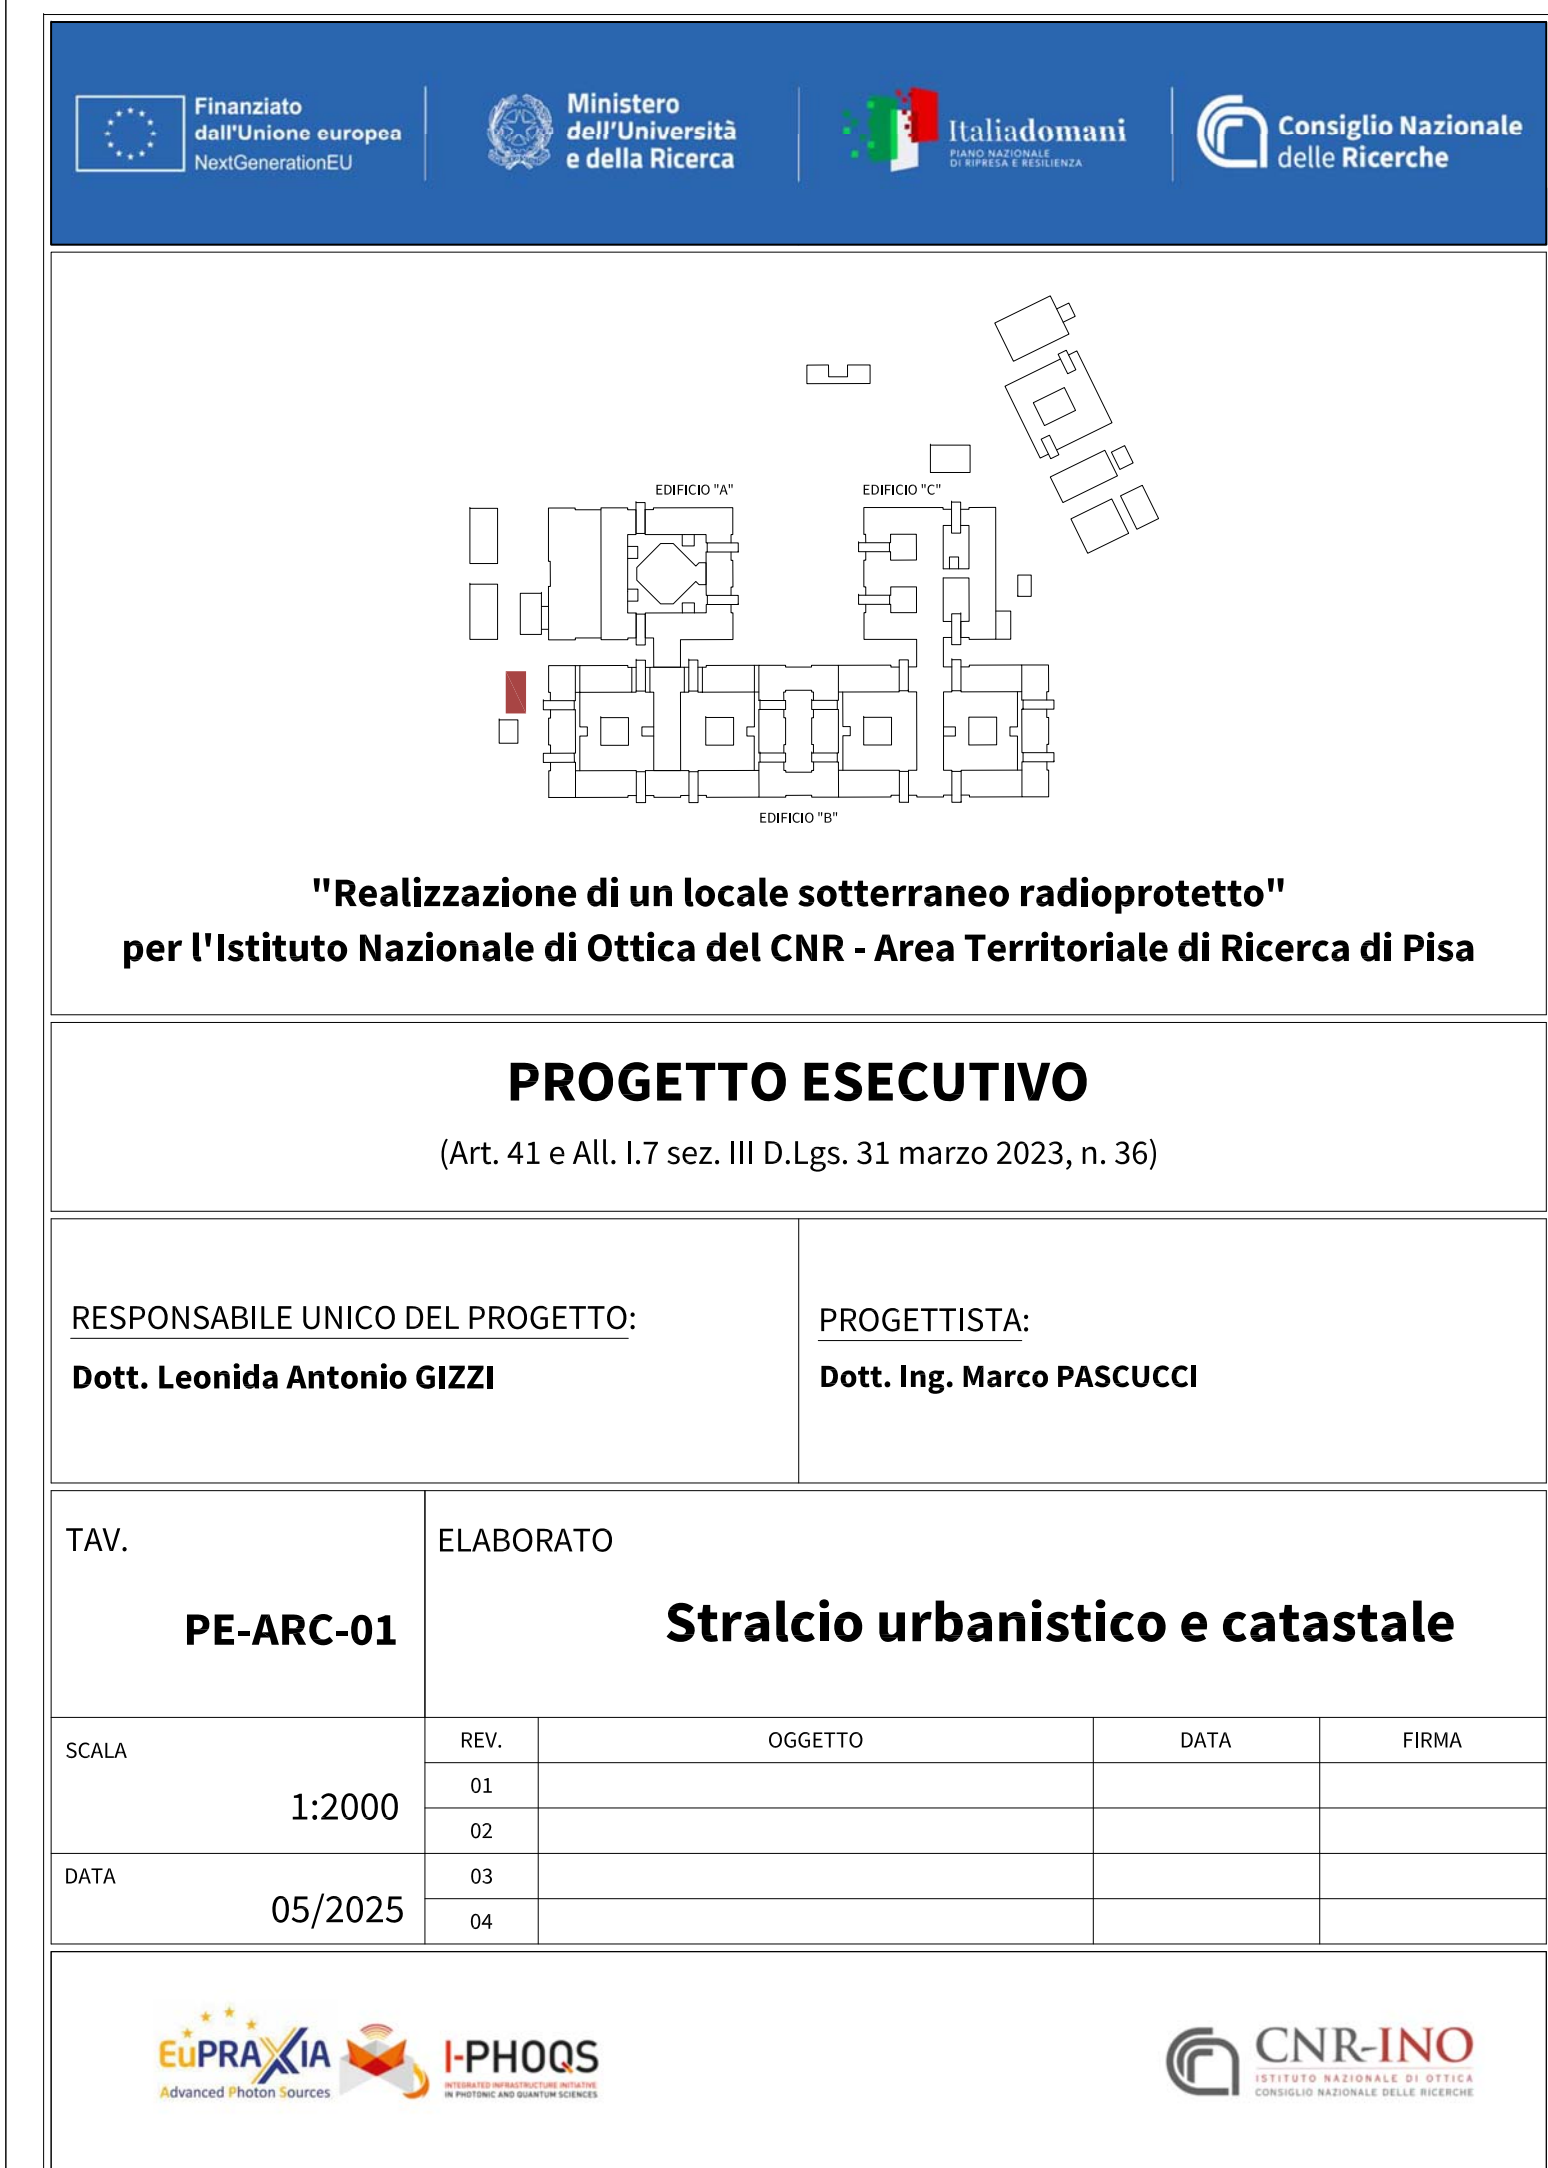 Finanziato
dall'Unione europea
NextGenerationEU
Ministero
dell'Università
e della Ricerca
Italiadomani
PIANO NAZIONALE
DI RIPRESA E RESILIENZA
Consiglio Nazionale
delle Ricerche
EDIFICIO "A"
EDIFICIO "C"
EDIFICIO "B"
"Realizzazione di un locale sotterraneo radioprotetto"
per l'Istituto Nazionale di Ottica del CNR - Area Territoriale di Ricerca di Pisa
PROGETTO ESECUTIVO
(Art. 41 e All. I.7 sez. III D.Lgs. 31 marzo 2023, n. 36)
RESPONSABILE UNICO DEL PROGETTO:
Dott. Leonida Antonio GIZZI
PROGETTISTA:
Dott. Ing. Marco PASCUCCI
TAV.
PE-ARC-01
ELABORATO
Stralcio urbanistico e catastale
SCALA
1:2000
DATA
05/2025
REV. OGGETTO DATA FIRMA
01
02
03
04
EuPRAXIA
Advanced Photon Sources
I-PHOQS
INTEGRATED INFRASTRUCTURE INITIATIVE
IN PHOTONIC AND QUANTUM SCIENCES
CNR-INO
ISTITUTO NAZIONALE DI OTTICA
CONSIGLIO NAZIONALE DELLE RICERCHE